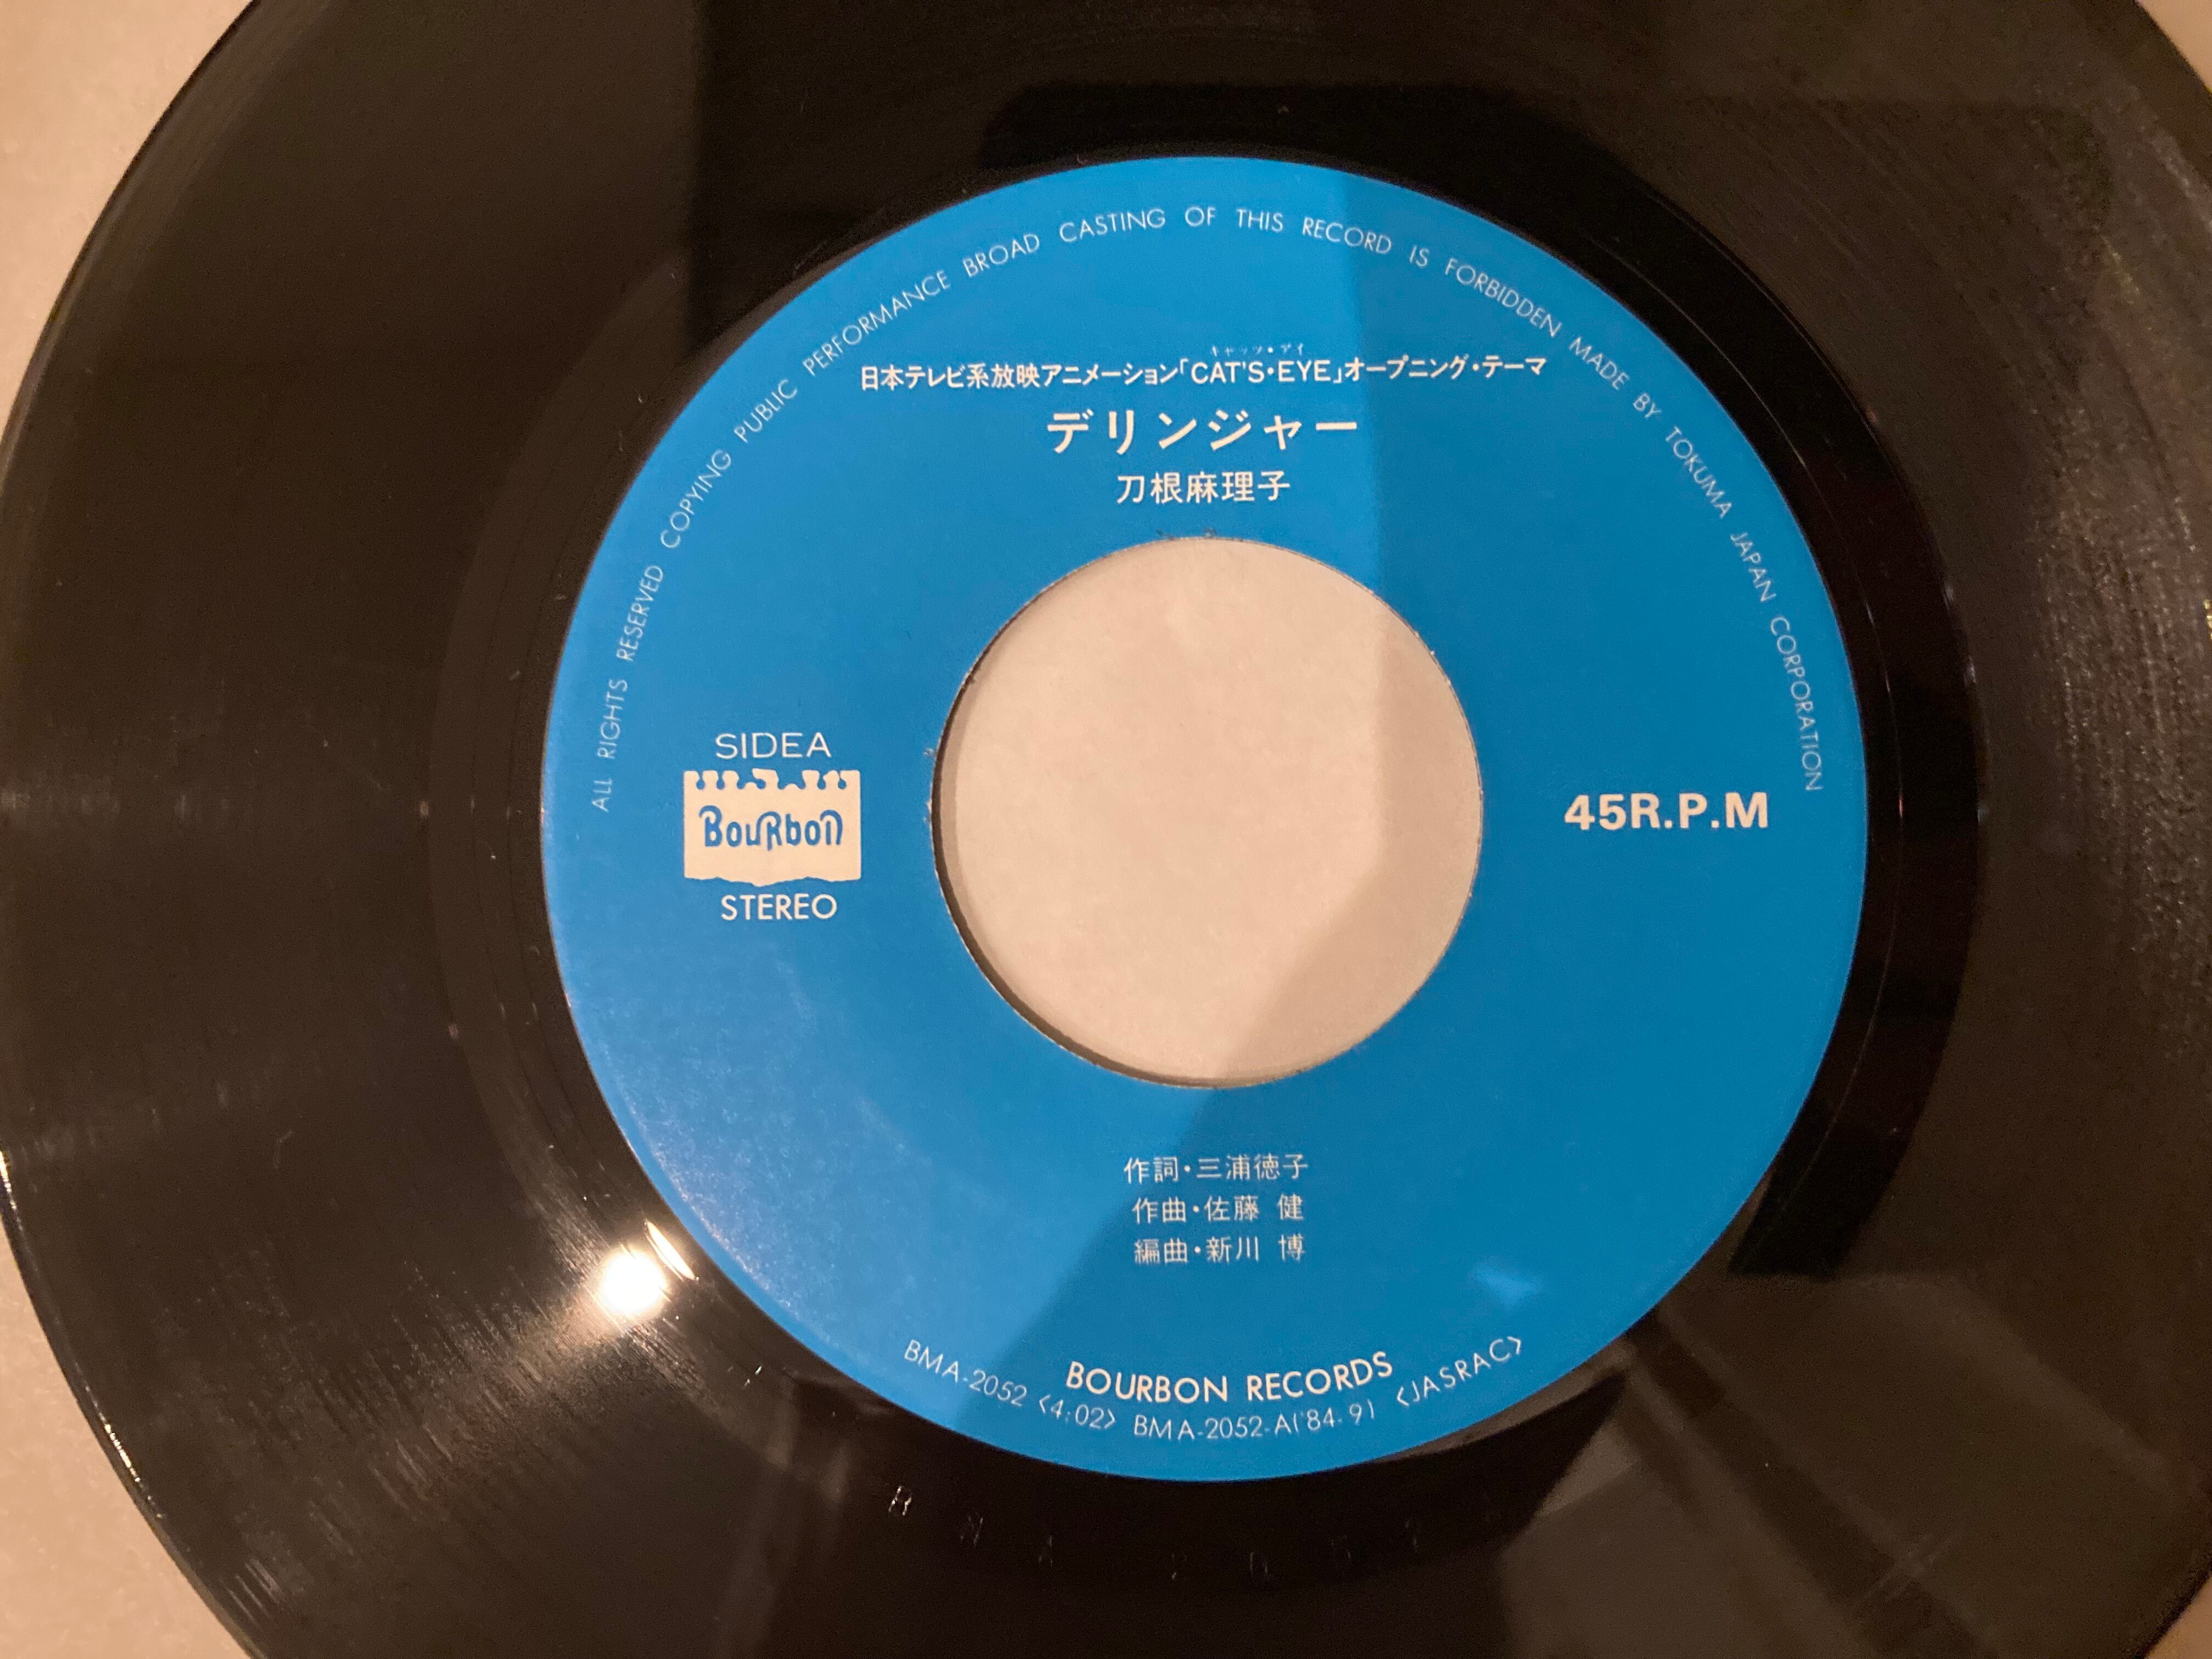 ALL RIGHTS RESERVED COPYING PUBLIC PERFORMANCE BROAD CASTING OF THIS RECORD IS FORBIDDEN MADE BY TOKUMA JAPAN CORPORATION
キャッツ・アイ
日本テレビ系放映アニメーション「CAT'S・EYE」オープニング・テーマ
デリンジャー
刀根麻理子
SIDEA
BouRbon
STEREO
45R.P.M
作詞・三浦徳子
作曲・佐藤 健
編曲・新川 博
BOURBON RECORDS
BMA-2052 〈4:02〉 BMA-2052-A('84-9) 〈JASRAC〉